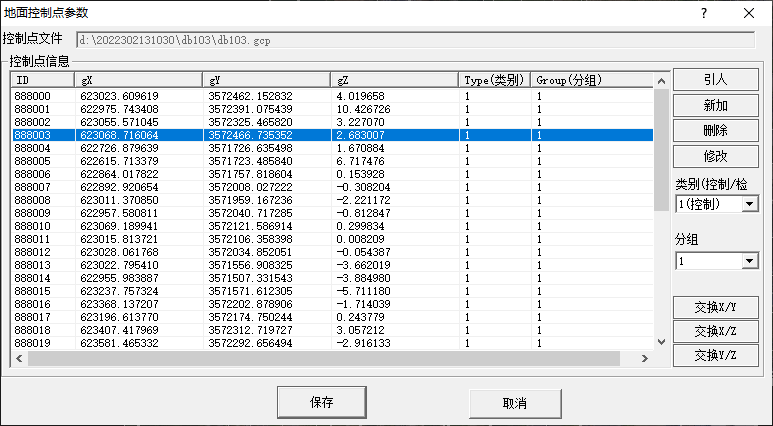 地面控制点参数
控制点文件 d:\2022302131030\db103\db103.gcp
控制点信息
ID gX gY gZ Type(类别) Group(分组)
888000 623023.609619 3572462.152832 4.019658 1 1
888001 622975.743408 3572391.075439 10.426726 1 1
888002 623055.571045 3572325.465820 3.227070 1 1
888003 623068.716064 3572466.735352 2.683007 1 1
888004 622726.879639 3571726.635498 1.670884 1 1
888005 622615.713379 3571723.485840 6.717476 1 1
888006 622864.017822 3571757.818604 0.153928 1 1
888007 622892.920654 3572008.027222 -0.308204 1 1
888008 623011.370850 3571959.167236 -2.221172 1 1
888009 622957.580811 3572040.717285 -0.812847 1 1
888010 623069.189941 3572121.586914 0.299834 1 1
888011 623015.813721 3572106.358398 0.008209 1 1
888012 623028.061768 3572034.852051 -0.054387 1 1
888013 623022.795410 3571556.908325 -3.662019 1 1
888014 622955.983887 3571507.331543 -3.884980 1 1
888015 623237.757324 3571571.612305 -5.711180 1 1
888016 623368.137207 3572202.878906 -1.714039 1 1
888017 623196.613770 3572174.750244 0.243779 1 1
888018 623407.417969 3572312.719727 3.057212 1 1
888019 623581.465332 3572292.656494 -2.916133 1 1
引入
新加
删除
修改
类别(控制/检
1(控制)
分组
1
交换X/Y
交换X/Z
交换Y/Z
保存
取消